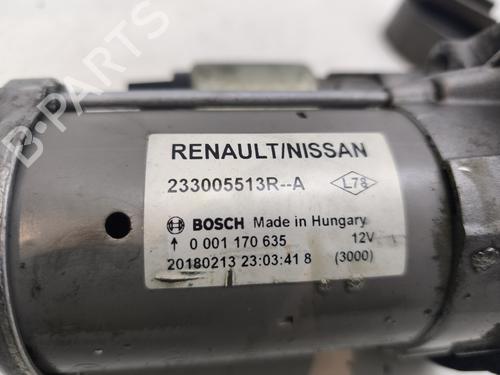 RENAULT/NISSAN
233005513R--A L78
BOSCH Made in Hungary
0 001 170 635 12V
20180213 23:03:41 8 (3000)
B-PARTS